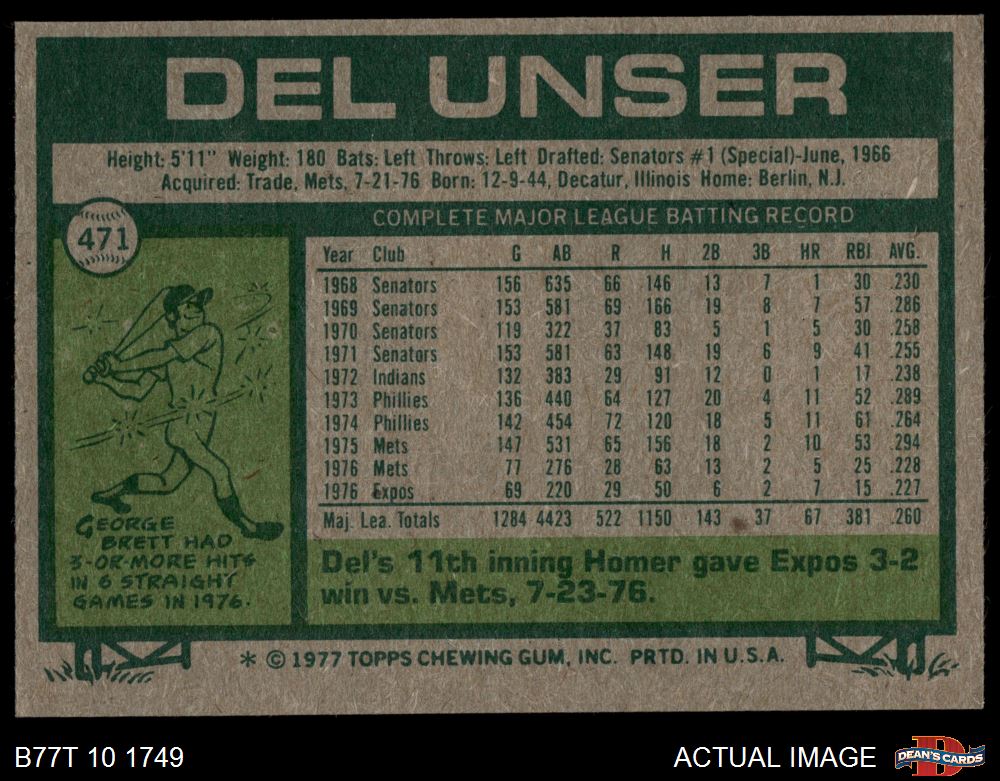 DEL UNSER
Height: 5'11" Weight: 180 Bats: Left Throws: Left Drafted: Senators #1 (Special)-June, 1966
Acquired: Trade, Mets, 7-21-76 Born: 12-9-44, Decatur, Illinois Home: Berlin, N.J.
471
COMPLETE MAJOR LEAGUE BATTING RECORD
Year Club G AB R H 2B 3B HR RBI AVG.
1968 Senators 156 635 66 146 13 7 1 30 .230
1969 Senators 153 581 69 166 19 8 7 57 .286
1970 Senators 119 322 37 83 5 1 5 30 .258
1971 Senators 153 581 63 148 19 6 9 41 .255
1972 Indians 132 383 29 91 12 0 1 17 .238
1973 Phillies 136 440 64 127 20 4 11 52 .289
1974 Phillies 142 454 72 120 18 5 11 61 .264
1975 Mets 147 531 65 156 18 2 10 53 .294
1976 Mets 77 276 28 63 13 2 5 25 .228
1976 Expos 69 220 29 50 6 2 7 15 .227
Maj. Lea. Totals 1284 4423 522 1150 143 37 67 381 .260
GEORGE
BRETT HAD
3-OR-MORE HITS
IN 6 STRAIGHT
GAMES IN 1976.
Del's 11th inning Homer gave Expos 3-2
win vs. Mets, 7-23-76.
* © 1977 TOPPS CHEWING GUM, INC. PRTD. IN U.S.A.
B77T 10 1749
ACTUAL IMAGE
DEAN'S CARDS